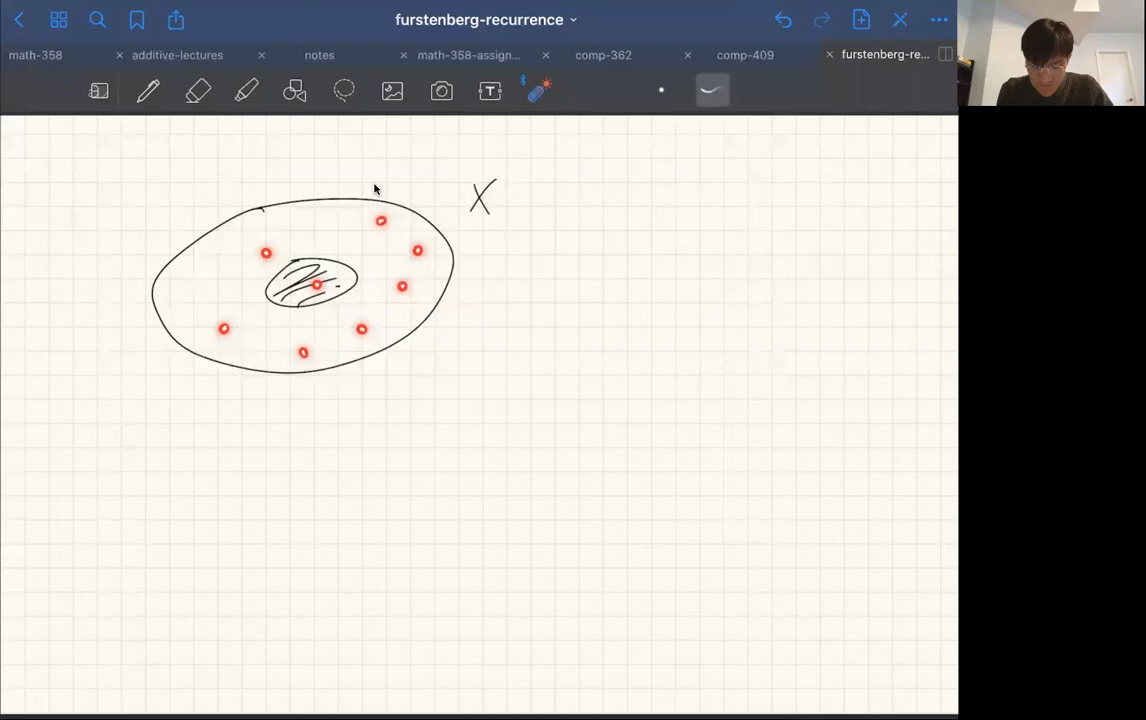 furstenberg-recurrence
math-358
additive-lectures
notes
math-358-assign...
comp-362
comp-409
furstenberg-re...
T
X